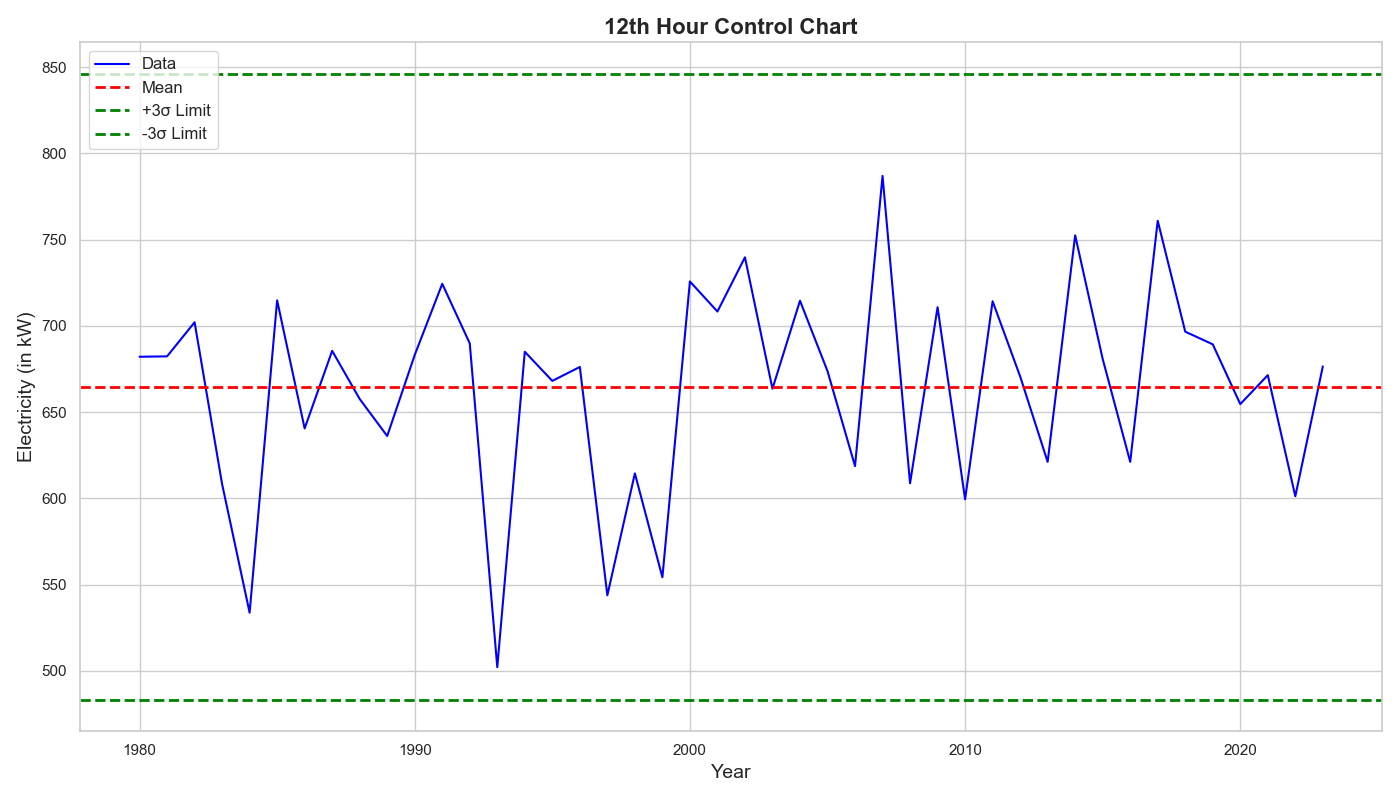 12th Hour Control Chart
Data
Mean
+3σ Limit
-3σ Limit
850
800
750
700
650
600
550
500
Electricity (in kW)
1980
1990
2000
2010
2020
Year